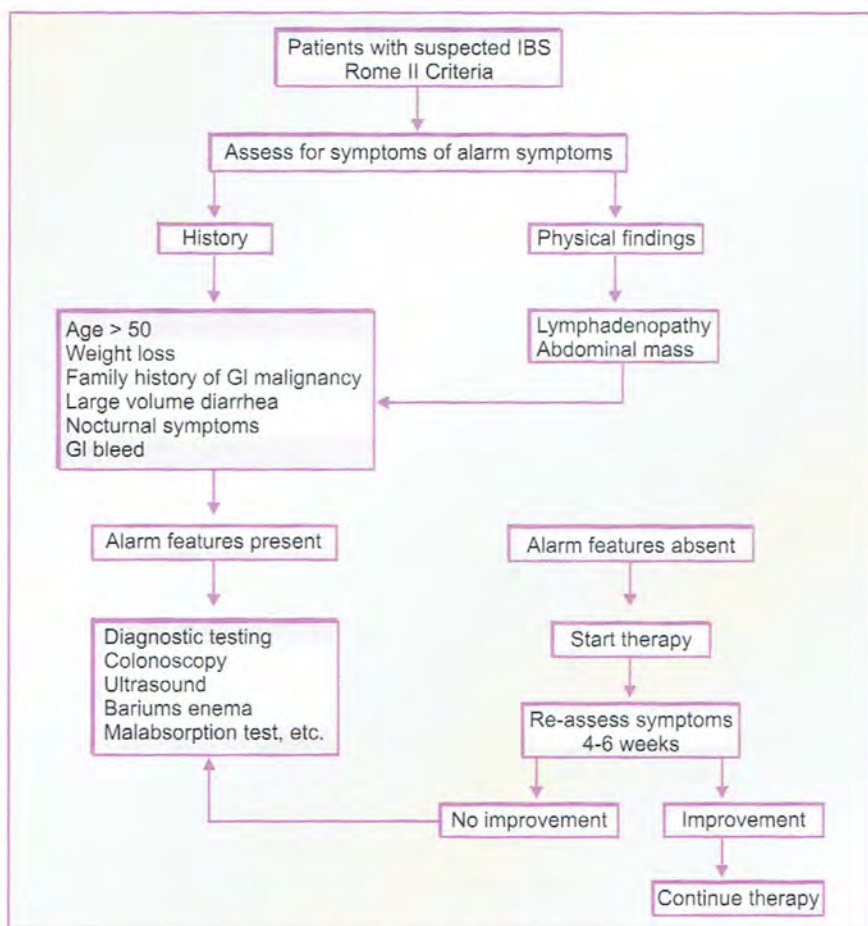 Patients with suspected IBS
Rome II Criteria
Assess for symptoms of alarm symptoms
History
Physical findings
Age > 50
Weight loss
Family history of GI malignancy
Large volume diarrhea
Nocturnal symptoms
GI bleed
Lymphadenopathy
Abdominal mass
Alarm features present
Alarm features absent
Diagnostic testing
Colonoscopy
Ultrasound
Bariums enema
Malabsorption test, etc.
Start therapy
Re-assess symptoms
4-6 weeks
No improvement
Improvement
Continue therapy